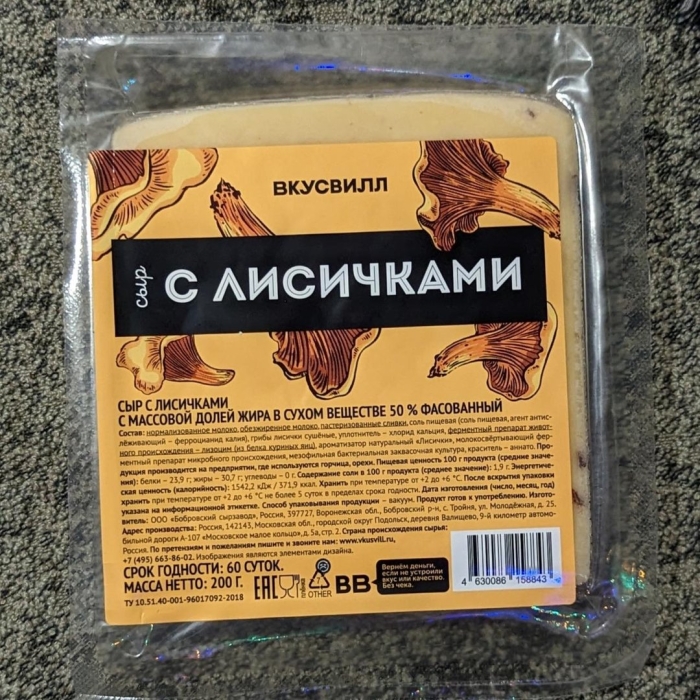 ВКУСВИЛЛ
сыр
С ЛИСИЧКАМИ
СЫР С ЛИСИЧКАМИ
С МАССОВОЙ ДОЛЕЙ ЖИРА В СУХОМ ВЕЩЕСТВЕ 50 % ФАСОВАННЫЙ
Состав: нормализованное молоко, обезжиренное молоко, пастеризованные сливки, соль пищевая (соль пищевая, агент антислё-
лёживающий – ферроцианид калия), грибы лисички сушёные, уплотнитель – хлорид кальция, ферментный препарат живот-
ного происхождения – лизоцим (из белка куриных яиц), ароматизатор натуральный «Лисички», молокосвёртывающий фер-
ментный препарат микробного происхождения, мезофильная бактериальная закваска культура, краситель – аннато. Про-
дукция производится на предприятии, где используются горчица, орехи. Пищевая ценность 100 г продукта (средние значе-
ния): белки – 23,9 г; жиры – 30,7 г; углеводы – 0 г. Содержание соли в 100 г продукта (среднее значение): 1,9 г. Энергетиче-
ская ценность (калорийность): 1542,2 кДж / 371,9 ккал. Хранить при температуре от +2 до +6 °С. После вскрытия упаковки
хранить при температуре от +2 до +6 °С не более 5 суток в пределах срока годности. Дата изготовления (число, месяц, год)
указана на информационной этикетке. Способ упаковывания продукции – вакуум. Продукт готов к употреблению. Изгото-
витель: ООО «Бобровский сырзавод», Россия, 397727, Воронежская обл., Бобровский р-н, с. Тройня, ул. Молодёжная, д. 25.
Адрес производства: Россия, 142143, Московская обл., городской округ Подольск, деревня Валищево, 9-й километр автомо-
бильной дороги А-107 «Московское малое кольцо», д. 5а, стр. 2. Страна происхождения сырья:
Россия. По претензиям и пожеланиям пишите и звоните нам: www.vkusvill.ru,
+7 (495) 663-86-02. Изображения являются элементами дизайна.
СРОК ГОДНОСТИ: 60 СУТОК.
МАССА НЕТТО: 200 Г.
ТУ 10.51.40-001-96017092-2018
EAC
плёнка
7
OTHER
ВВ
Вернём деньги,
если не устроили
вкус или качество.
Без чека.
4 630086 158843